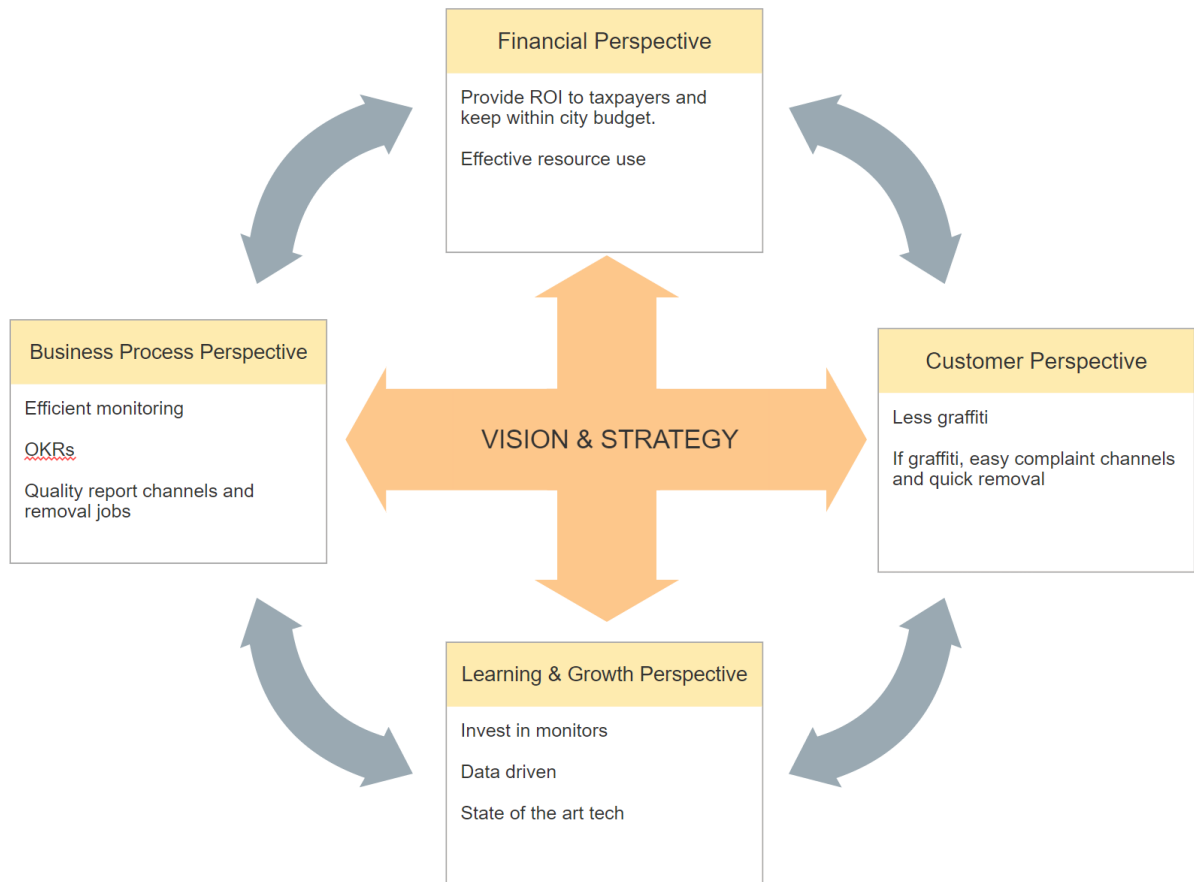 Financial Perspective
Provide ROI to taxpayers and
keep within city budget.
Effective resource use
Business Process Perspective
Efficient monitoring
OKRs
Quality report channels and
removal jobs
VISION & STRATEGY
Customer Perspective
Less graffiti
If graffiti, easy complaint channels
and quick removal
Learning & Growth Perspective
Invest in monitors
Data driven
State of the art tech